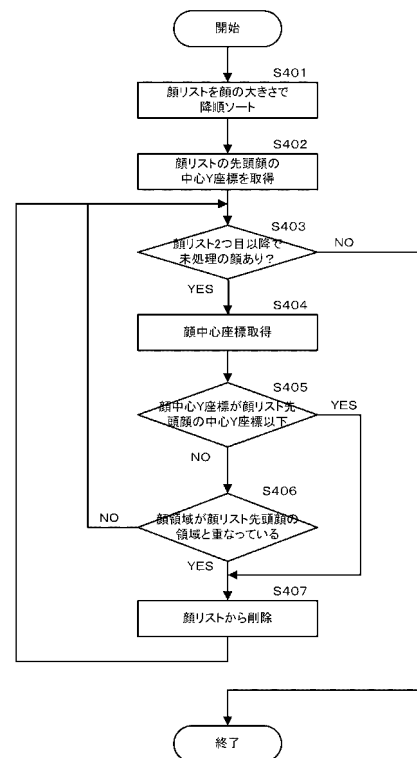 開始
S401
顔リストを顔の大きさで
降順ソート
S402
顔リストの先頭顔の
中心Y座標を取得
S403
顔リスト2つ目以降で
未処理の顔あり?
NO
YES
S404
顔中心座標取得
S405
顔中心Y座標が顔リスト先
頭顔の中心Y座標以下
YES
NO
S406
顔領域が顔リスト先頭顔の
領域と重なっている
NO
YES
S407
顔リストから削除
終了